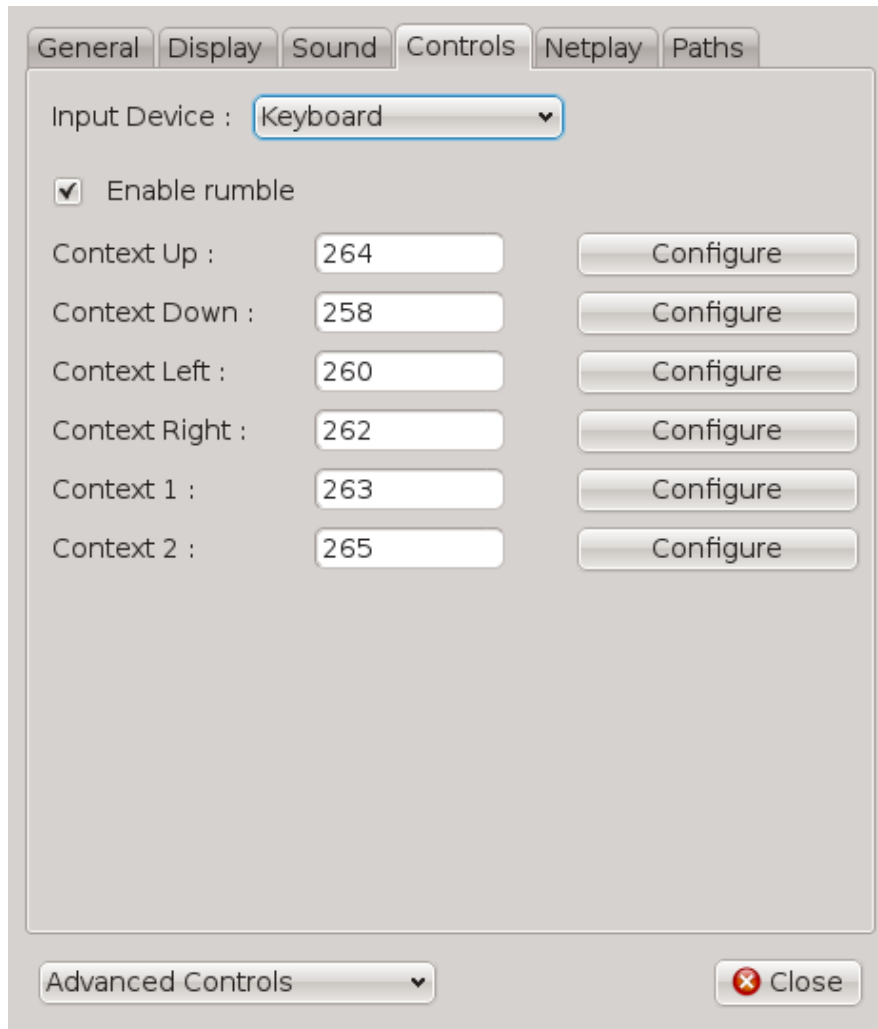 General Display Sound Controls Netplay Paths
Input Device : Keyboard
Enable rumble
Context Up : 264 Configure
Context Down : 258 Configure
Context Left : 260 Configure
Context Right : 262 Configure
Context 1 : 263 Configure
Context 2 : 265 Configure
Advanced Controls Close